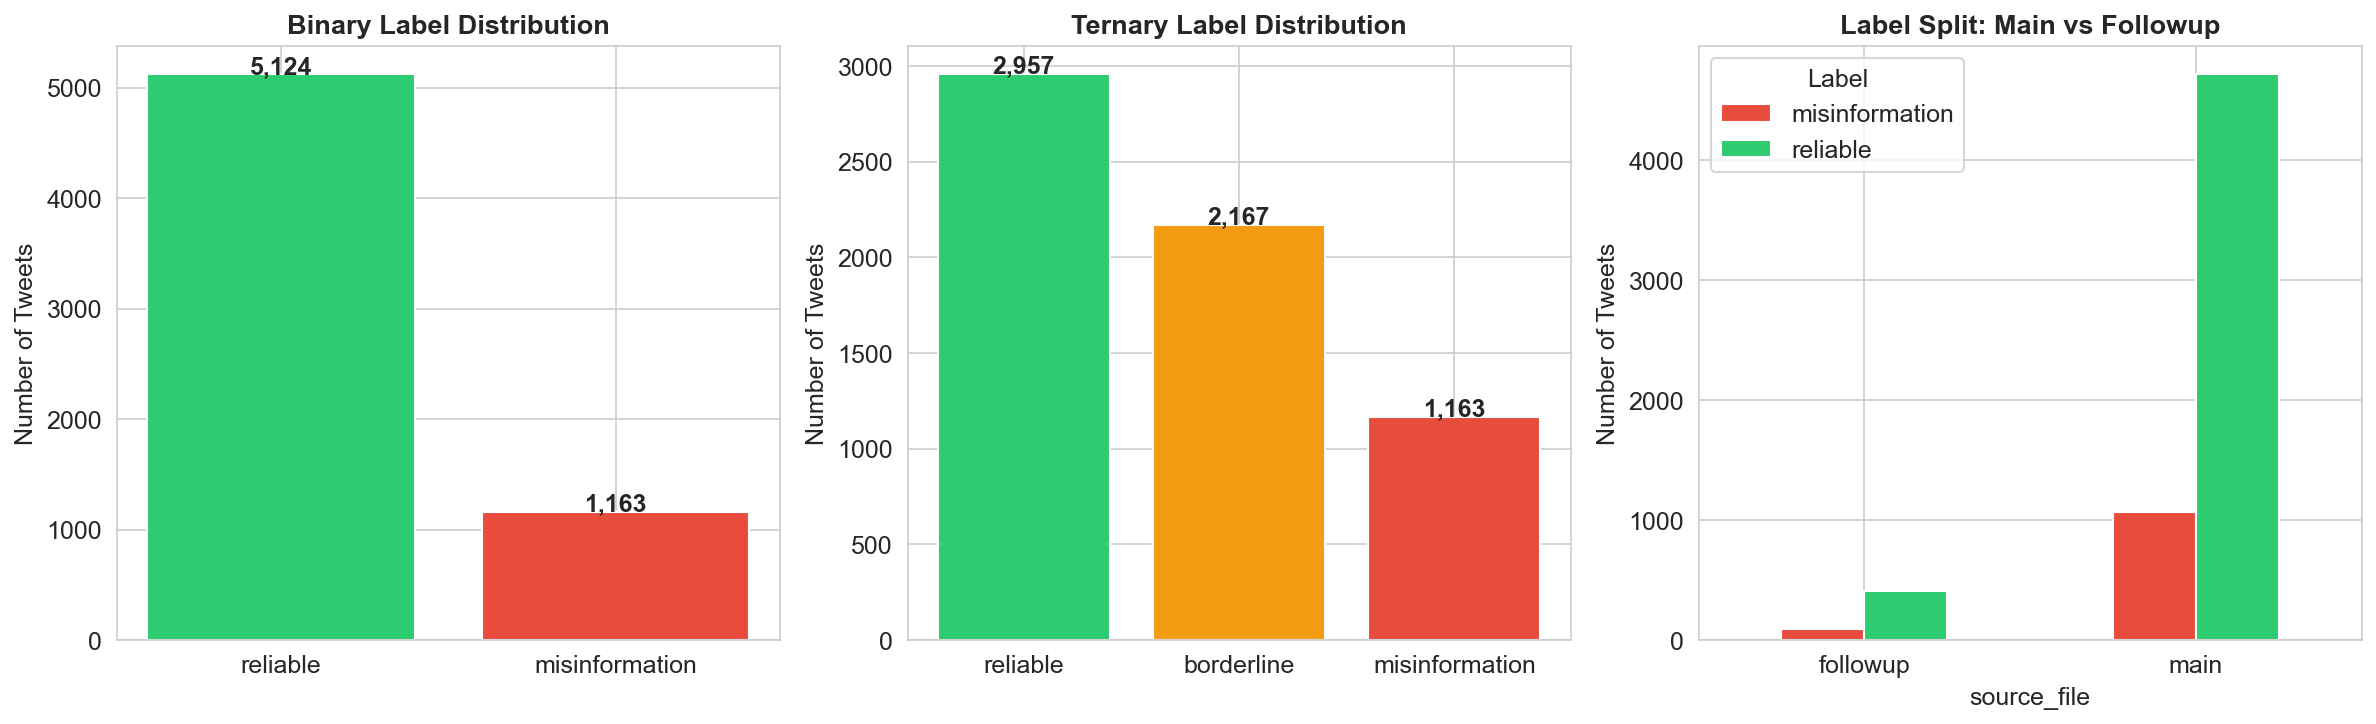 Binary Label Distribution
Number of Tweets
5000
4000
3000
2000
1000
0
5,124
1,163
reliable misinformation
Ternary Label Distribution
Number of Tweets
3000
2500
2000
1500
1000
500
0
2,957
2,167
1,163
reliable borderline misinformation
Label Split: Main vs Followup
Number of Tweets
4000
3000
2000
1000
0
Label
misinformation
reliable
followup main
source_file